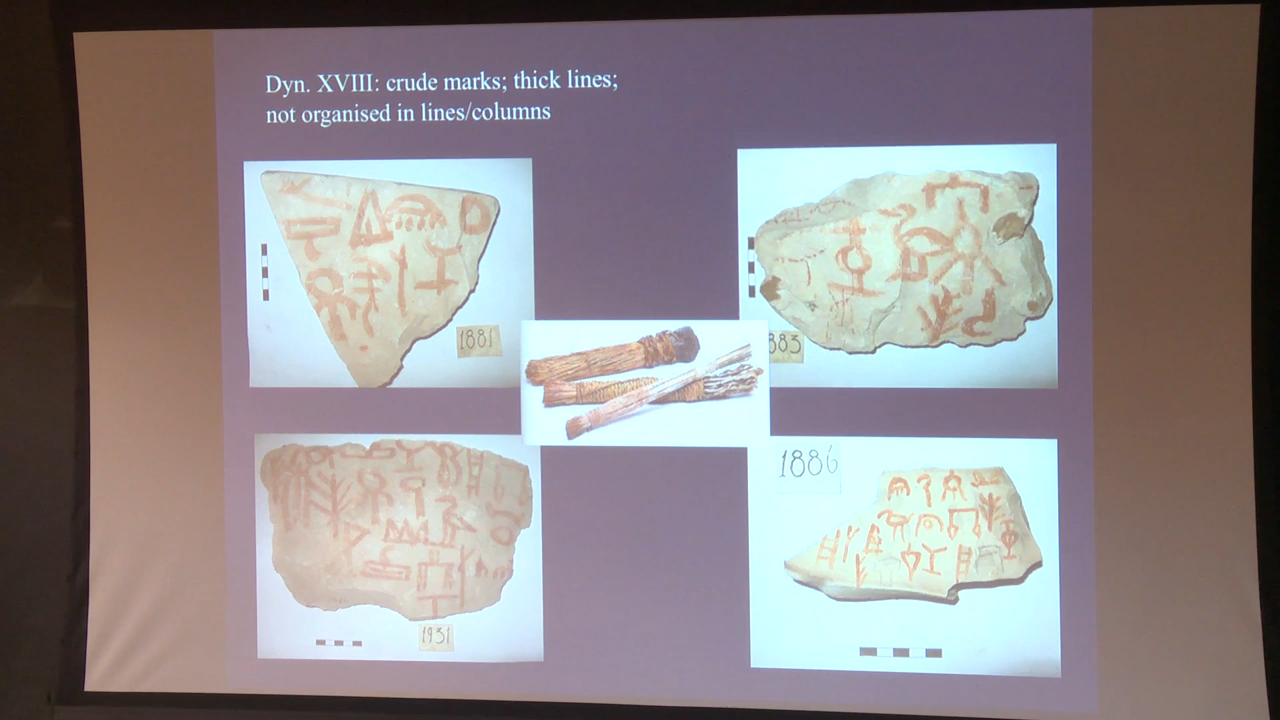 Dyn. XVIII: crude marks; thick lines;
not organised in lines/columns
1881
883
1931
1886